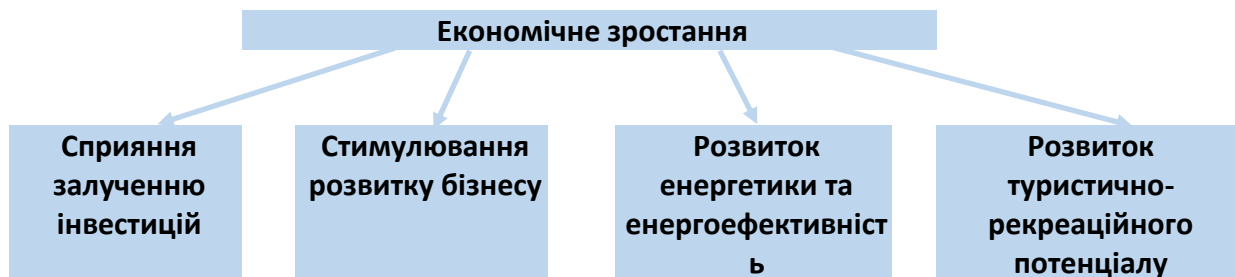 Економічне зростання
Сприяння
залученню
інвестицій
Стимулювання
розвитку бізнесу
Розвиток
енергетики та
енергоефективніст
ь
Розвиток
туристично-
рекреаційного
потенціалу